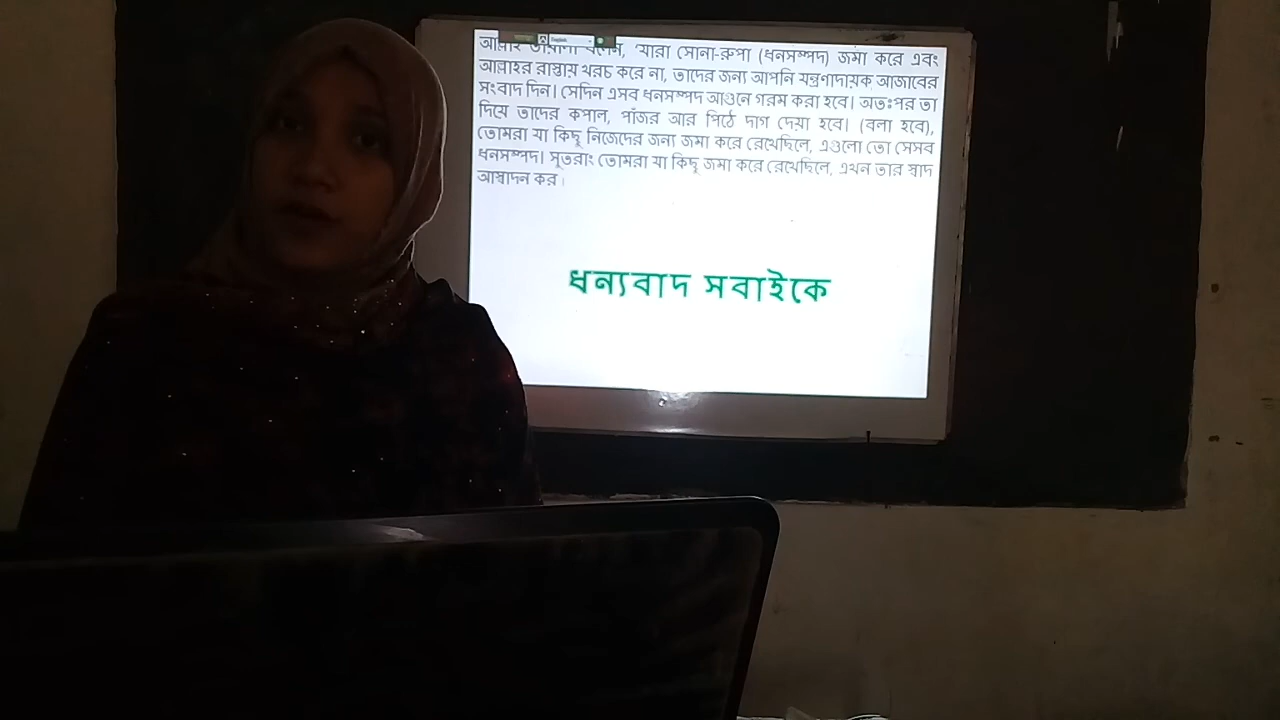 আল্লাহ তায়ালা বলেন, 'যারা সোনা-রুপা (ধনসম্পদ) জমা করে এবং
আল্লাহর রাস্তায় খরচ করে না, তাদের জন্য আপনি যন্ত্রণাদায়ক আজাবের
সংবাদ দিন। সেদিন এসব ধনসম্পদ আগুনে গরম করা হবে। অতঃপর তা
দিয়ে তাদের কপাল, পাঁজর আর পিঠে দাগ দেয়া হবে। (বলা হবে),
তোমরা যা কিছু নিজেদের জন্য জমা করে রেখেছিলে, এগুলো তো সেসব
ধনসম্পদ। সুতরাং তোমরা যা কিছু জমা করে রেখেছিলে, এখন তার স্বাদ
আস্বাদন কর।
ধন্যবাদ সবাইকে